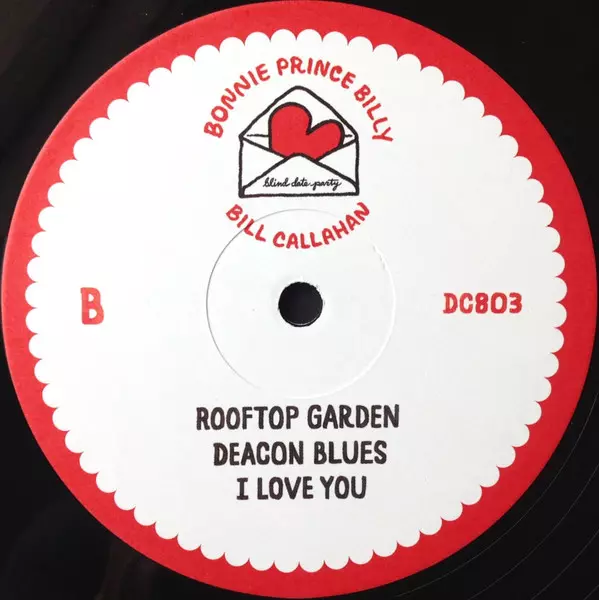 BONNIE PRINCE BILLY
blind date party
BILL CALLAHAN
B
DC803
ROOFTOP GARDEN
DEACON BLUES
I LOVE YOU